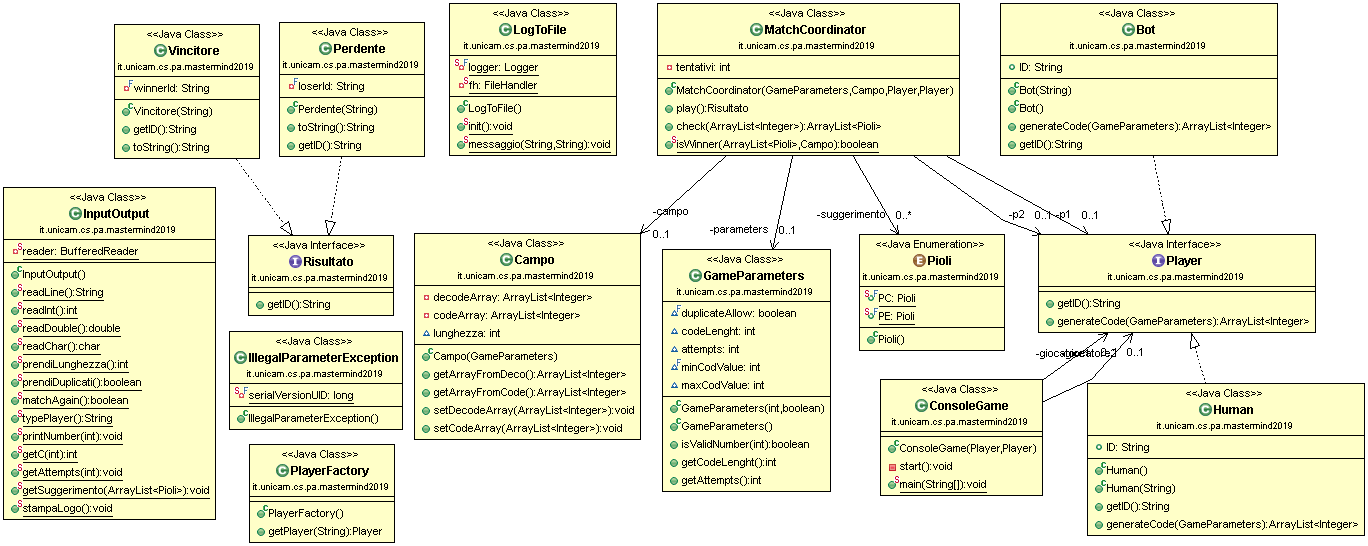 <<Java Class>>
Vincitore
it.unicam.cs.pa.mastermind2019
winnerId: String
Vincitore(String)
getID():String
toString():String
<<Java Class>>
Perdente
it.unicam.cs.pa.mastermind2019
loserId: String
Perdente(String)
toString():String
getID():String
<<Java Class>>
LogToFile
it.unicam.cs.pa.mastermind2019
logger: Logger
fh: FileHandler
LogToFile()
init():void
messaggio(String,String):void
<<Java Class>>
MatchCoordinator
it.unicam.cs.pa.mastermind2019
tentativi: int
MatchCoordinator(GameParameters,Campo,Player,Player)
play():Risultato
check(ArrayList<Integer>):ArrayList<Pioli>
isWinner(ArrayList<Pioli>,Campo):boolean
<<Java Class>>
Bot
it.unicam.cs.pa.mastermind2019
ID: String
Bot(String)
Bot()
generateCode(GameParameters):ArrayList<Integer>
getID():String
<<Java Class>>
InputOutput
it.unicam.cs.pa.mastermind2019
reader: BufferedReader
InputOutput()
readLine():String
readInt():int
readDouble():double
readChar():char
prendiLunghezza():int
prendiDuplicati():boolean
matchAgain():boolean
typePlayer():String
printNumber(int):void
getC(int):int
getAttempts(int):void
getSuggerimento(ArrayList<Pioli>):void
stampaLogo():void
<<Java Interface>>
Risultato
it.unicam.cs.pa.mastermind2019
getID():String
-campo
0..1
-parameters
0..1
-suggerimento
0..*
-p2
0..1
-p1
0..1
<<Java Class>>
Campo
it.unicam.cs.pa.mastermind2019
decodeArray: ArrayList<Integer>
codeArray: ArrayList<Integer>
lunghezza: int
Campo(GameParameters)
getArrayFromDeco():ArrayList<Integer>
getArrayFromCode():ArrayList<Integer>
setDecodeArray(ArrayList<Integer>):void
setCodeArray(ArrayList<Integer>):void
<<Java Class>>
GameParameters
it.unicam.cs.pa.mastermind2019
duplicateAllow: boolean
codeLenght: int
attempts: int
minCodValue: int
maxCodValue: int
GameParameters(int,boolean)
GameParameters()
isValidNumber(int):boolean
getCodeLenght():int
getAttempts():int
<<Java Enumeration>>
Pioli
it.unicam.cs.pa.mastermind2019
PC: Pioli
PE: Pioli
Pioli()
<<Java Interface>>
Player
it.unicam.cs.pa.mastermind2019
getID():String
generateCode(GameParameters):ArrayList<Integer>
0..1
<<Java Class>>
IllegalParameterException
it.unicam.cs.pa.mastermind2019
serialVersionUID: long
IllegalParameterException()
<<Java Class>>
PlayerFactory
it.unicam.cs.pa.mastermind2019
PlayerFactory()
getPlayer(String):Player
<<Java Class>>
ConsoleGame
it.unicam.cs.pa.mastermind2019
ConsoleGame(Player,Player)
start():void
main(String[]):void
<<Java Class>>
Human
it.unicam.cs.pa.mastermind2019
ID: String
Human()
Human(String)
getID():String
generateCode(GameParameters):ArrayList<Integer>